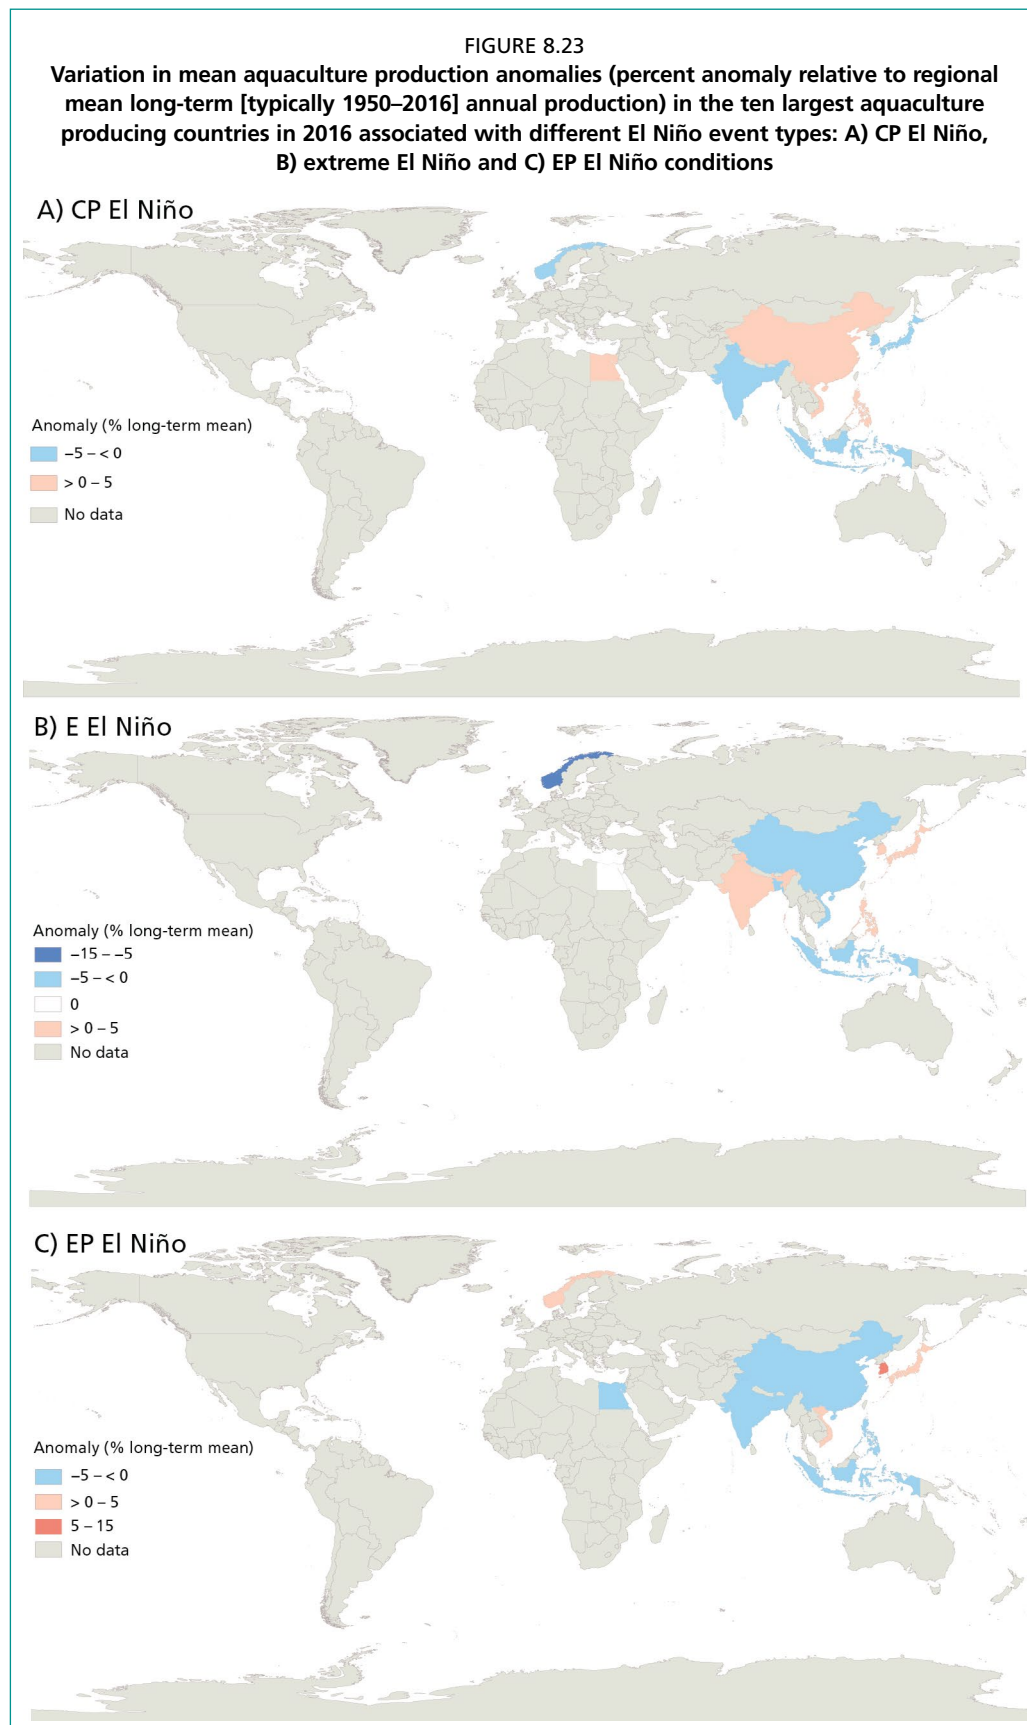 FIGURE 8.23
Variation in mean aquaculture production anomalies (percent anomaly relative to regional
mean long-term [typically 1950–2016] annual production) in the ten largest aquaculture
producing countries in 2016 associated with different El Niño event types: A) CP El Niño,
B) extreme El Niño and C) EP El Niño conditions
A) CP El Niño
Anomaly (% long-term mean)
−5 – < 0
> 0 – 5
No data
B) E El Niño
Anomaly (% long-term mean)
−15 – −5
−5 – < 0
0
> 0 – 5
No data
C) EP El Niño
Anomaly (% long-term mean)
−5 – < 0
> 0 – 5
5 – 15
No data